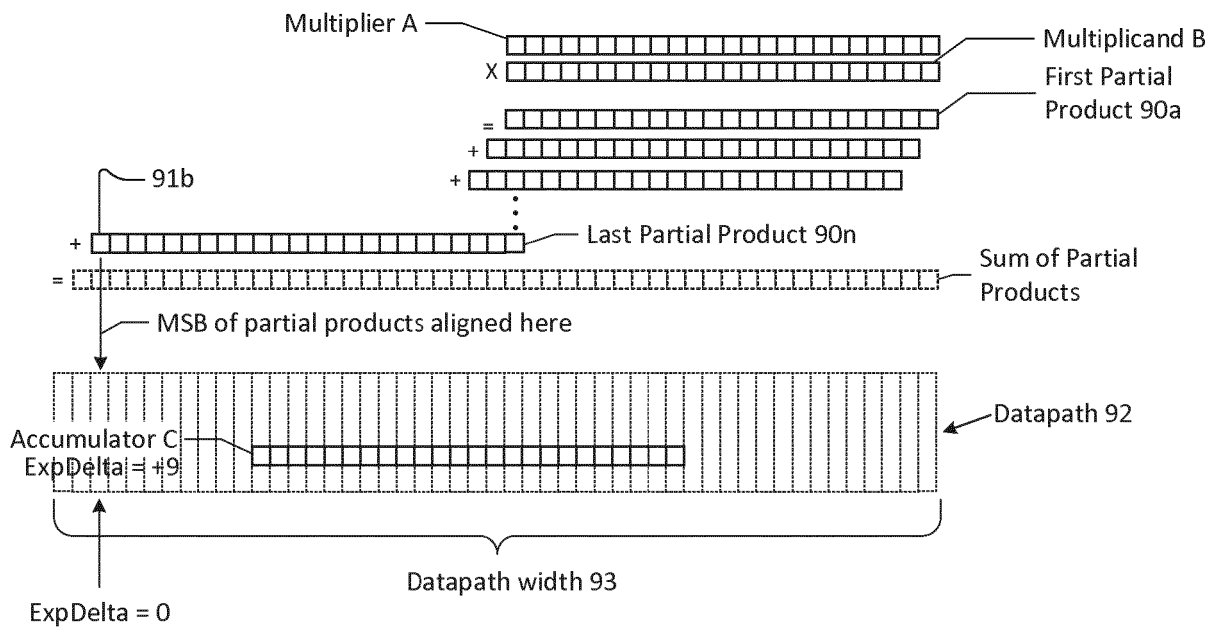 Multiplier A
Multiplicand B
X
First Partial
Product 90a
=
+
+
91b
+
Last Partial Product 90n
=
Sum of Partial
Products
MSB of partial products aligned here
Datapath 92
Accumulator C
ExpDelta = +9
Datapath width 93
ExpDelta = 0